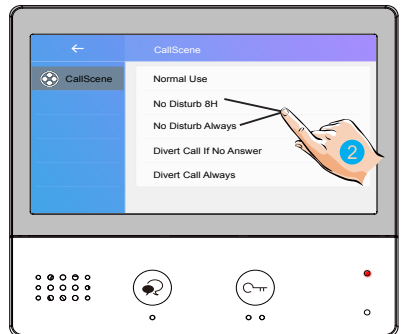 CallScene
CallScene
Normal Use
No Disturb 8H
No Disturb Always
Divert Call If No Answer
Divert Call Always
2